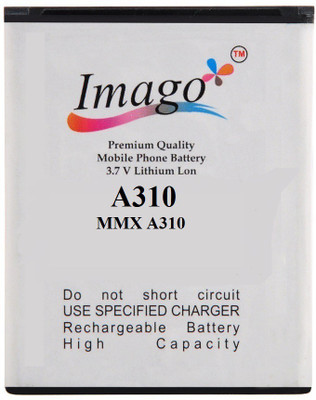 Imago TM
Premium Quality
Mobile Phone Battery
3.7 V Lithium Lon
A310
MMX A310
Do not short circuit
USE SPECIFIED CHARGER
Rechargeable Battery
High Capacity